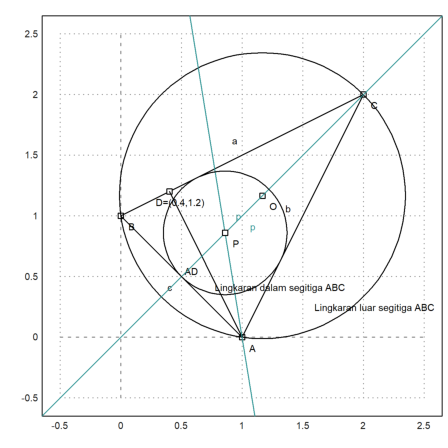 2.5
2
C
a
1.5
D=(0.4,1.2)
O
b
1
B
p
p
P
AD
0.5
c
Lingkaran dalam segitiga ABC
Lingkaran luar segitiga ABC
0
A
-0.5
-0.5 0 0.5 1 1.5 2 2.5